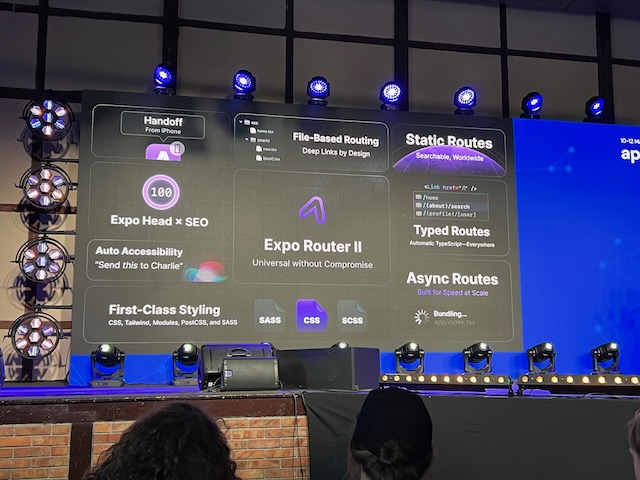 Handoff
From iPhone
app
home.tsx
File-Based Routing
Deep Links by Design
Static Routes
Searchable, Worldwide
10-12 M
ap
100
Expo Head × SEO
Expo Router II
Universal without Compromise
<Link href="/" />
/home
/(about)/search
/(profile)/[user]
Typed Routes
Automatic TypeScript—Everywhere
Auto Accessibility
"Send this to Charlie"
Async Routes
Built for Speed at Scale
Bundling...
app/index.tsx
First-Class Styling
CSS, Tailwind, Modules, PostCSS, and SASS
SASS
CSS
SCSS